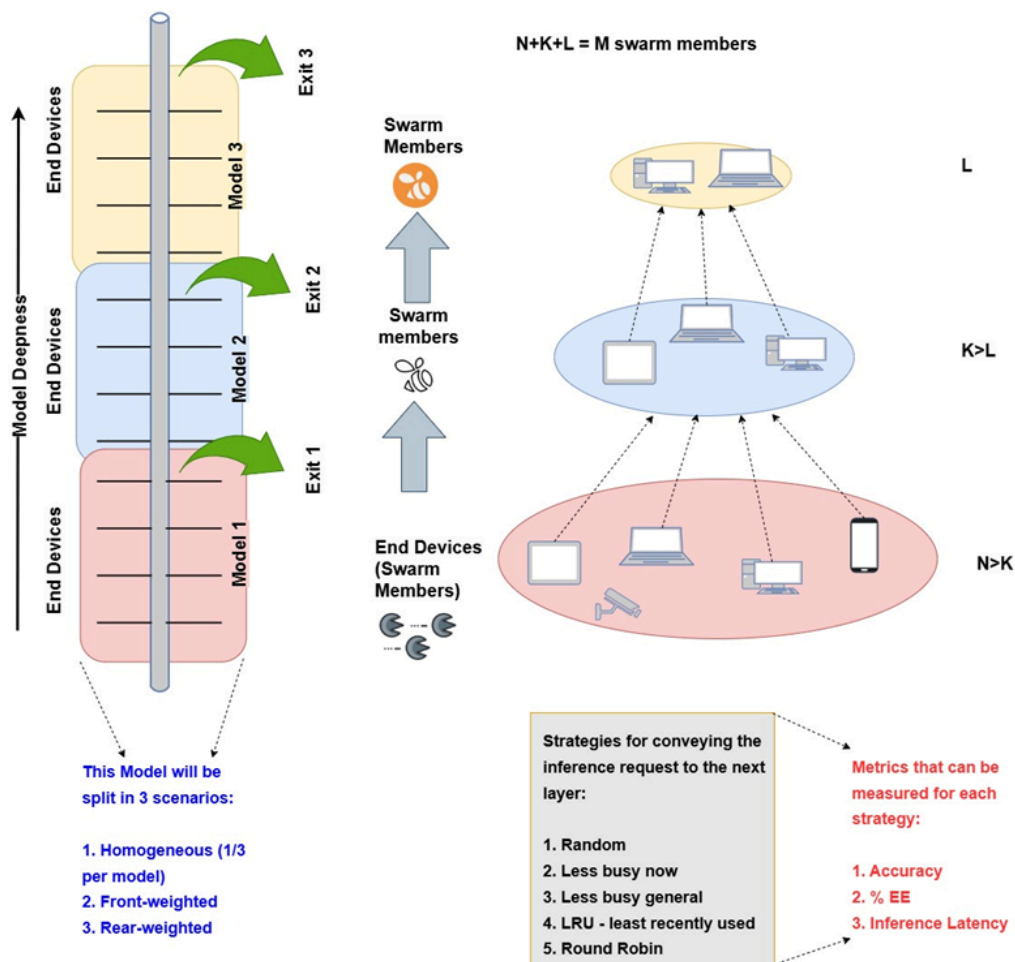 N+K+L = M swarm members
Exit 3
End Devices
Model 3
Swarm
Members
L
Model Deepness
Exit 2
End Devices
Model 2
Swarm
members
K>L
Exit 1
End Devices
Model 1
End Devices
(Swarm
Members)
N>K
This Model will be
split in 3 scenarios:
1. Homogeneous (1/3
per model)
2. Front-weighted
3. Rear-weighted
Strategies for conveying the
inference request to the next
layer:
1. Random
2. Less busy now
3. Less busy general
4. LRU - least recently used
5. Round Robin
Metrics that can be
measured for each
strategy:
1. Accuracy
2. % EE
3. Inference Latency